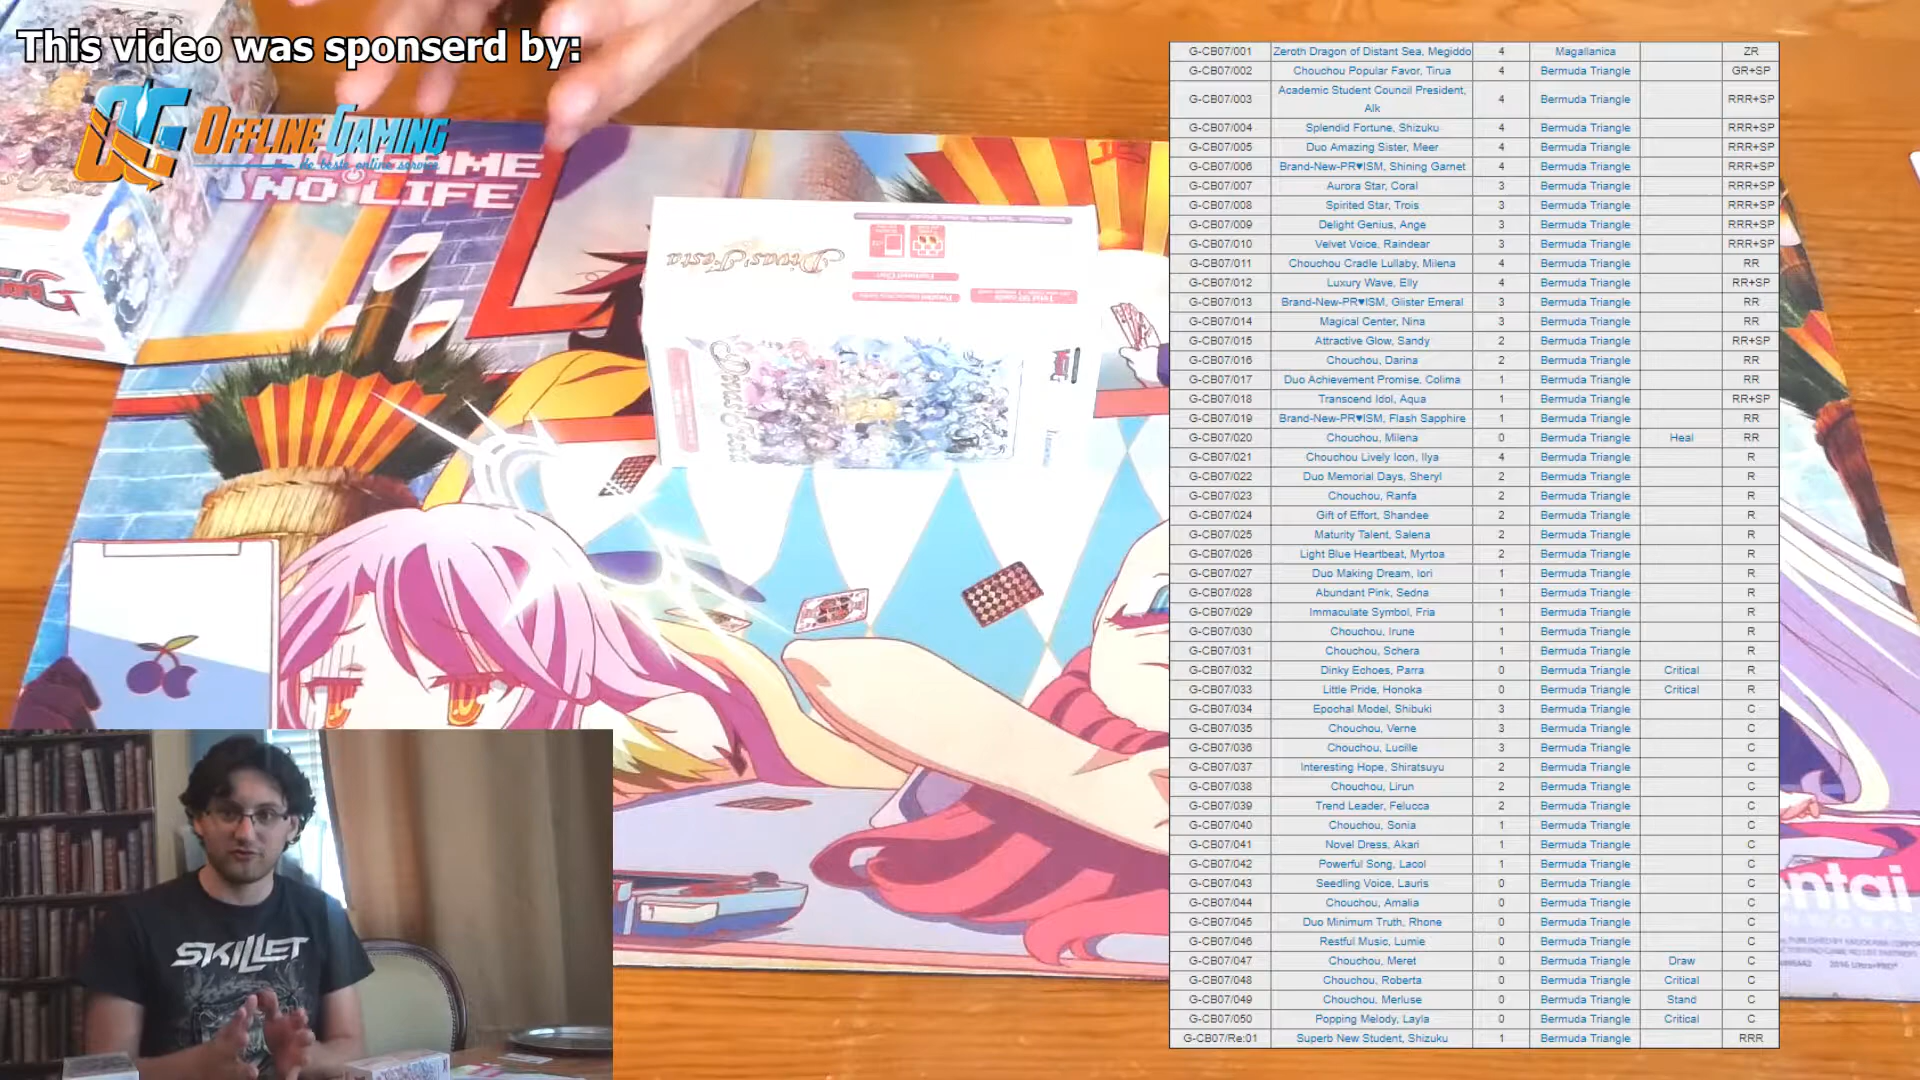 This video was sponserd by:
OG OFFLINE GAMING
de beste online service
NO LIFE
Divas' Festa
SKILLET
G-CB07/001 Zeroth Dragon of Distant Sea, Megiddo 4 Magallanica ZR
G-CB07/002 Chouchou Popular Favor, Tirua 4 Bermuda Triangle GR+SP
G-CB07/003 Academic Student Council President, Alk 4 Bermuda Triangle RRR+SP
G-CB07/004 Splendid Fortune, Shizuku 4 Bermuda Triangle RRR+SP
G-CB07/005 Duo Amazing Sister, Meer 4 Bermuda Triangle RRR+SP
G-CB07/006 Brand-New-PR♥ISM, Shining Garnet 4 Bermuda Triangle RRR+SP
G-CB07/007 Aurora Star, Coral 3 Bermuda Triangle RRR+SP
G-CB07/008 Spirited Star, Trois 3 Bermuda Triangle RRR+SP
G-CB07/009 Delight Genius, Ange 3 Bermuda Triangle RRR+SP
G-CB07/010 Velvet Voice, Raindear 3 Bermuda Triangle RRR+SP
G-CB07/011 Chouchou Cradle Lullaby, Milena 4 Bermuda Triangle RR
G-CB07/012 Luxury Wave, Elly 4 Bermuda Triangle RR+SP
G-CB07/013 Brand-New-PR♥ISM, Glister Emeral 3 Bermuda Triangle RR
G-CB07/014 Magical Center, Nina 3 Bermuda Triangle RR
G-CB07/015 Attractive Glow, Sandy 2 Bermuda Triangle RR+SP
G-CB07/016 Chouchou, Darina 2 Bermuda Triangle RR
G-CB07/017 Duo Achievement Promise, Colima 1 Bermuda Triangle RR
G-CB07/018 Transcend Idol, Aqua 1 Bermuda Triangle RR+SP
G-CB07/019 Brand-New-PR♥ISM, Flash Sapphire 1 Bermuda Triangle RR
G-CB07/020 Chouchou, Milena 0 Bermuda Triangle Heal RR
G-CB07/021 Chouchou Lively Icon, Ilya 4 Bermuda Triangle R
G-CB07/022 Duo Memorial Days, Sheryl 2 Bermuda Triangle R
G-CB07/023 Chouchou, Ranfa 2 Bermuda Triangle R
G-CB07/024 Gift of Effort, Shandee 2 Bermuda Triangle R
G-CB07/025 Maturity Talent, Salena 2 Bermuda Triangle R
G-CB07/026 Light Blue Heartbeat, Myrtoa 2 Bermuda Triangle R
G-CB07/027 Duo Making Dream, Iori 1 Bermuda Triangle R
G-CB07/028 Abundant Pink, Sedna 1 Bermuda Triangle R
G-CB07/029 Immaculate Symbol, Fria 1 Bermuda Triangle R
G-CB07/030 Chouchou, Irune 1 Bermuda Triangle R
G-CB07/031 Chouchou, Schera 1 Bermuda Triangle R
G-CB07/032 Dinky Echoes, Parra 0 Bermuda Triangle Critical R
G-CB07/033 Little Pride, Honoka 0 Bermuda Triangle Critical R
G-CB07/034 Epochal Model, Shibuki 3 Bermuda Triangle C
G-CB07/035 Chouchou, Verne 3 Bermuda Triangle C
G-CB07/036 Chouchou, Lucille 3 Bermuda Triangle C
G-CB07/037 Interesting Hope, Shiratsuyu 2 Bermuda Triangle C
G-CB07/038 Chouchou, Lirun 2 Bermuda Triangle C
G-CB07/039 Trend Leader, Felucca 2 Bermuda Triangle C
G-CB07/040 Chouchou, Sonia 1 Bermuda Triangle C
G-CB07/041 Novel Dress, Akari 1 Bermuda Triangle C
G-CB07/042 Powerful Song, Lacol 1 Bermuda Triangle C
G-CB07/043 Seedling Voice, Lauris 0 Bermuda Triangle C
G-CB07/044 Chouchou, Amalia 0 Bermuda Triangle C
G-CB07/045 Duo Minimum Truth, Rhone 0 Bermuda Triangle C
G-CB07/046 Restful Music, Lumie 0 Bermuda Triangle C
G-CB07/047 Chouchou, Meret 0 Bermuda Triangle Draw C
G-CB07/048 Chouchou, Roberta 0 Bermuda Triangle Critical C
G-CB07/049 Chouchou, Merluse 0 Bermuda Triangle Stand C
G-CB07/050 Popping Melody, Layla 0 Bermuda Triangle Critical C
G-CB07/Re:01 Superb New Student, Shizuku 1 Bermuda Triangle RRR